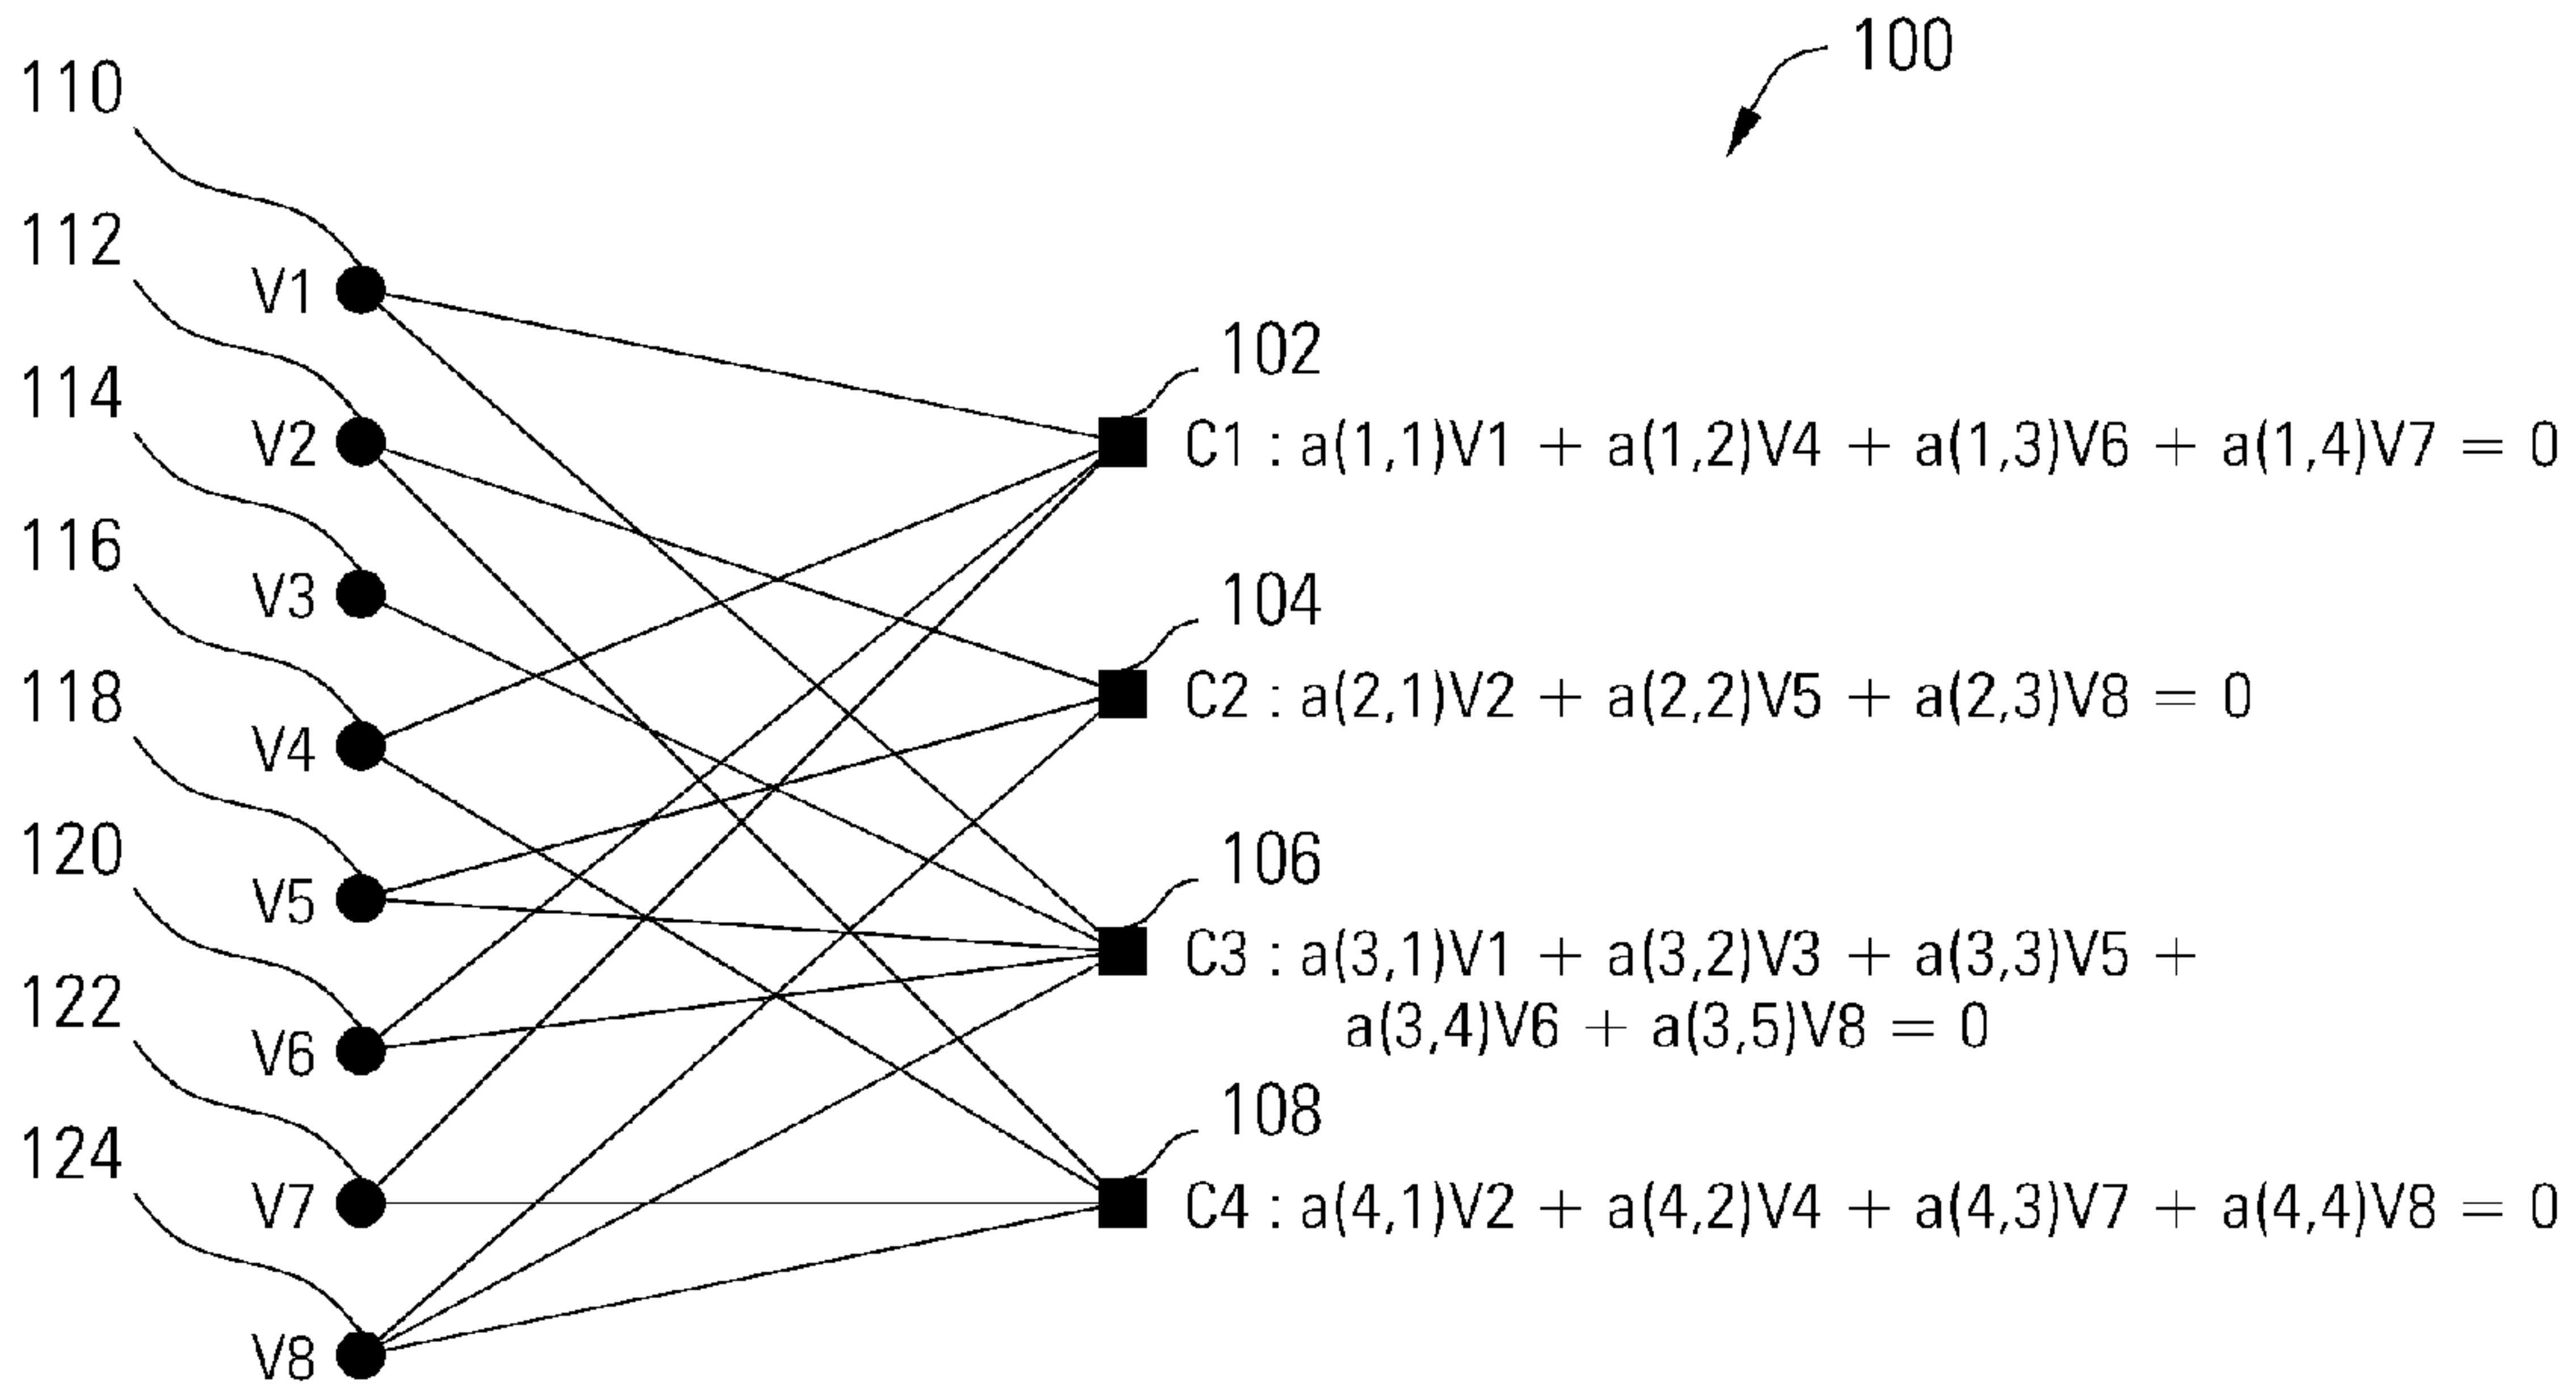 100
110
112
114
116
118
120
122
124
V1
V2
V3
V4
V5
V6
V7
V8
102
C1 : a(1,1)V1 + a(1,2)V4 + a(1,3)V6 + a(1,4)V7 = 0
104
C2 : a(2,1)V2 + a(2,2)V5 + a(2,3)V8 = 0
106
C3 : a(3,1)V1 + a(3,2)V3 + a(3,3)V5 +
a(3,4)V6 + a(3,5)V8 = 0
108
C4 : a(4,1)V2 + a(4,2)V4 + a(4,3)V7 + a(4,4)V8 = 0